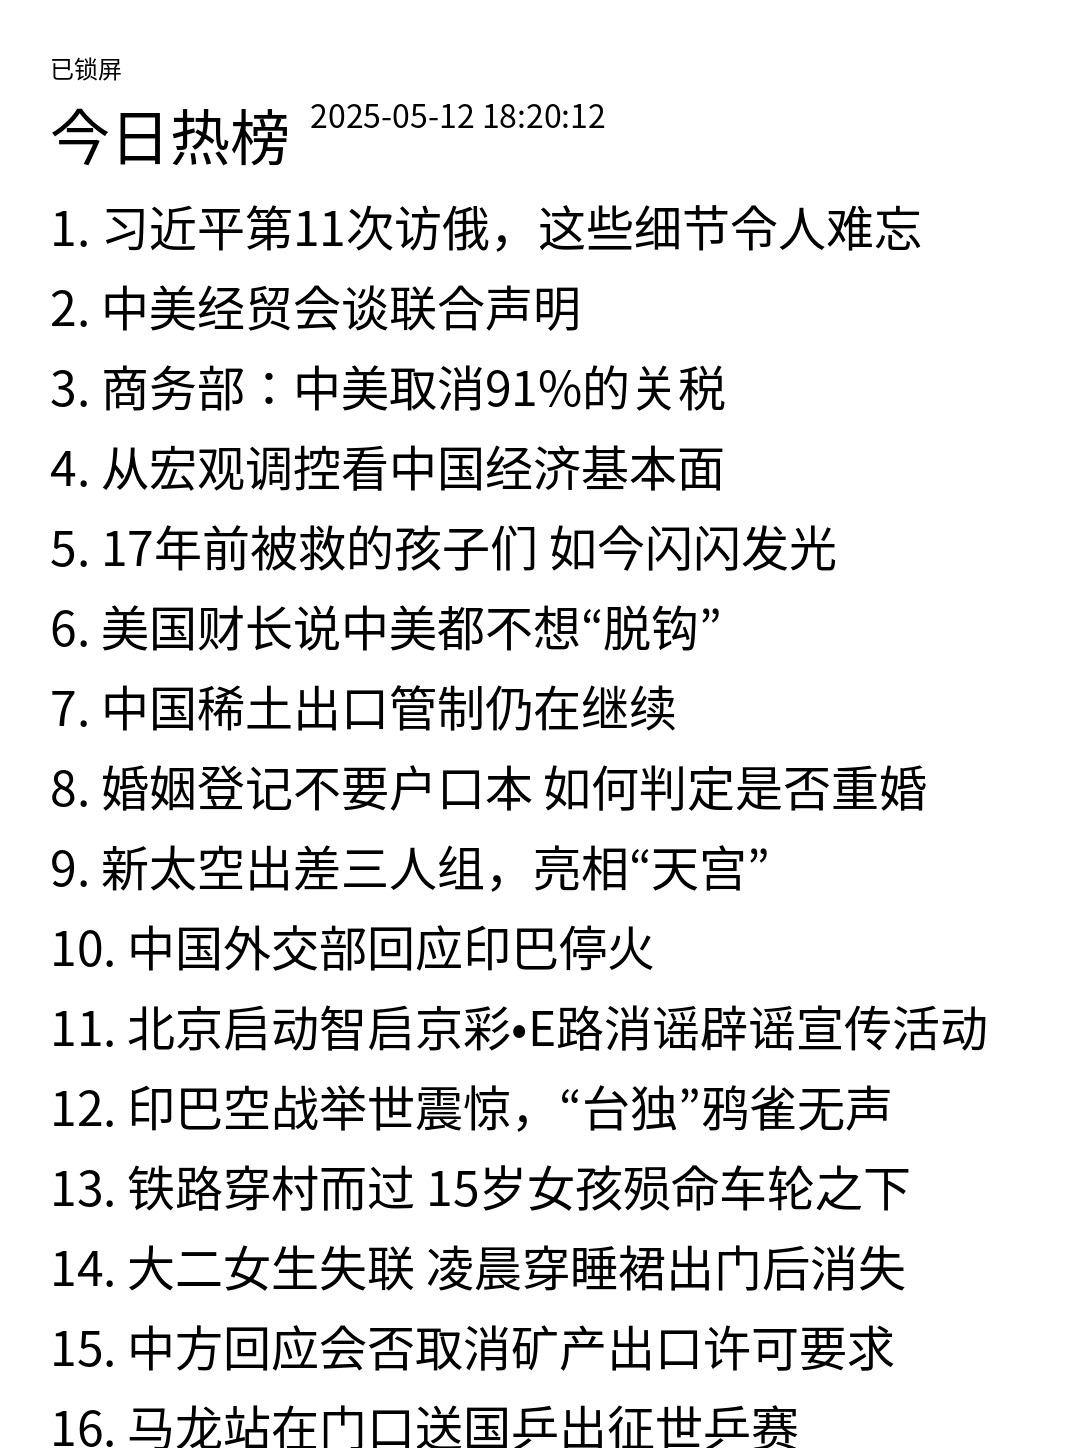 已锁屏
今日热榜 2025-05-12 18:20:12
1. 习近平第11次访俄，这些细节令人难忘
2. 中美经贸会谈联合声明
3. 商务部：中美取消91%的关税
4. 从宏观调控看中国经济基本面
5. 17年前被救的孩子们 如今闪闪发光
6. 美国财长说中美都不想“脱钩”
7. 中国稀土出口管制仍在继续
8. 婚姻登记不要户口本 如何判定是否重婚
9. 新太空出差三人组，亮相“天宫”
10. 中国外交部回应印巴停火
11. 北京启动智启京彩•E路消谣辟谣宣传活动
12. 印巴空战举世震惊，“台独”鸦雀无声
13. 铁路穿村而过 15岁女孩殒命车轮之下
14. 大二女生失联 凌晨穿睡裙出门后消失
15. 中方回应会否取消矿产出口许可要求
16. 马龙站在门口送国乒出征世乒赛